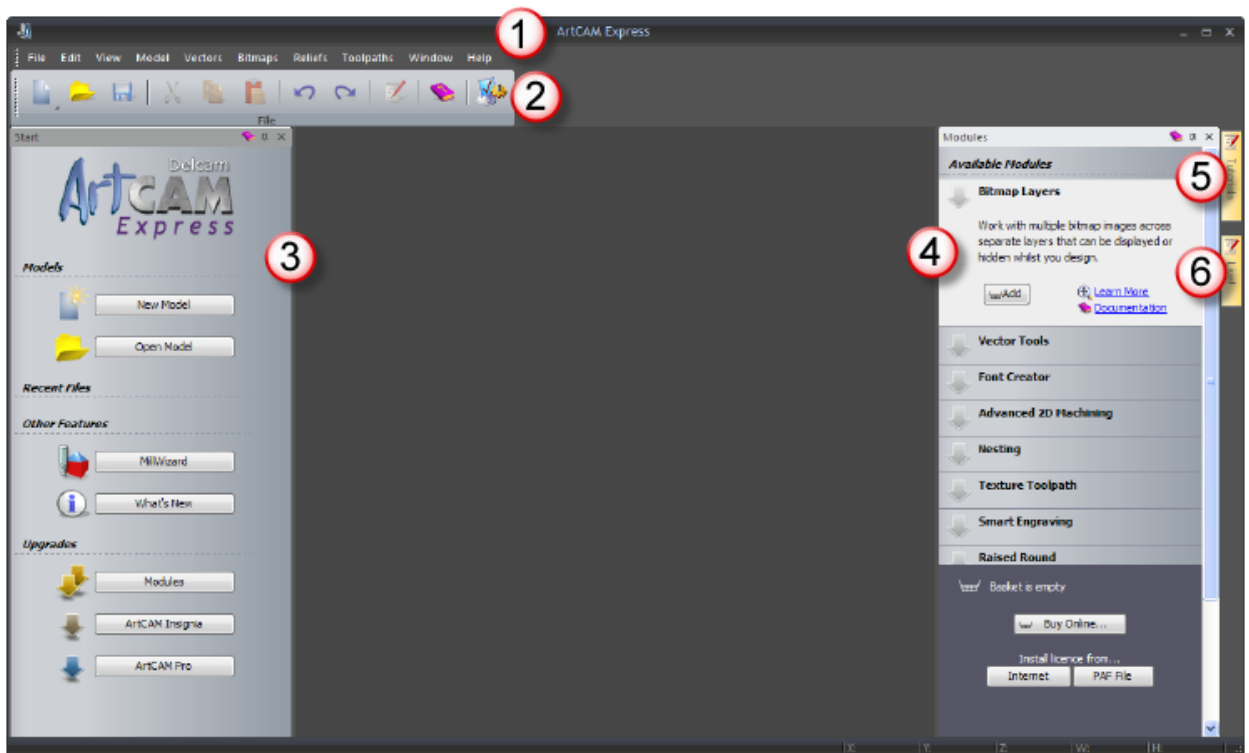 ArtCAM Express
1
File Edit View Model Vectors Bitmaps Reliefs Toolpaths Window Help
2
File
Start
Delcam
ArtCAM
Express
3
Models
New Model
Open Model
Recent Files
Other Features
MillWizard
What's New
Upgrades
Modules
ArtCAM Insignia
ArtCAM Pro
Modules
Available Modules
5
Bitmap Layers
4
Work with multiple bitmap images across
separate layers that can be displayed or
hidden whilst you design.
6
Add
Learn More
Documentation
Vector Tools
Font Creator
Advanced 2D Machining
Nesting
Texture Toolpath
Smart Engraving
Raised Round
Basket is empty
Buy Online...
Install licence from...
Internet PAF File
X: Y: Z: W: H: